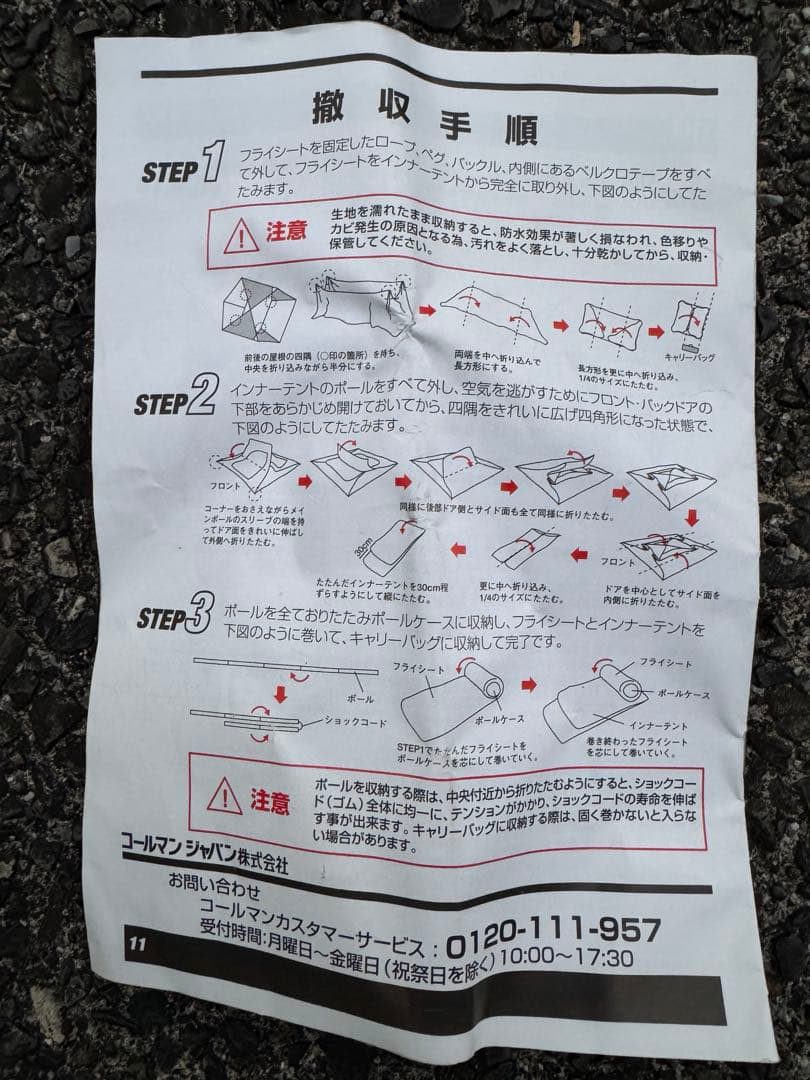 撤収手順
STEP1
フライシートを固定したロープ、ペグ、バックル、内側にあるベルクロテープをすべ
て外して、フライシートをインナーテントから完全に取り外し、下図のようにしてた
たみます。
注意
生地を濡れたまま収納すると、防水効果が著しく損なわれ、色移りや
カビ発生の原因となる為、汚れをよく落とし、十分乾かしてから、収納・
保管してください。
前後の屋根の四隅（○印の箇所）を持ち、
中央を折り込みながら半分にする。
両端を中へ折り込んで
長方形にする。
長方形を更に中へ折り込み、
1/4のサイズにたたむ。
キャリーバッグ
STEP2
インナーテントのポールをすべて外し、空気を逃がすためにフロント・バックドアの
下部をあらかじめ開けておいてから、四隅をきれいに広げ四角形になった状態で、
下図のようにしてたたみます。
フロント
コーナーをおさえながらメイ
ンポールのスリーブの端を持
ってドア面をきれいに伸ばし
て外側へ折りたたむ。
同様に後部ドア側とサイド面も全て同様に折りたたむ。
フロント
ドアを中心としてサイド面を
内側に折りたたむ。
更に中へ折り込み、
1/4のサイズにたたむ。
30cm
たたんだインナーテントを30cm程
ずらすようにして縦にたたむ。
STEP3
ポールを全ておりたたみポールケースに収納し、フライシートとインナーテントを
下図のように巻いて、キャリーバッグに収納して完了です。
ポール
ショックコード
フライシート
ポールケース
STEP1でたたんだフライシートを
ポールケースを芯にして巻いていく。
フライシート
ポールケース
インナーテント
巻き終わったフライシート
を芯にして巻いていく。
注意
ポールを収納する際は、中央付近から折りたたむようにすると、ショックコー
ド（ゴム）全体に均一に、テンションがかかり、ショックコードの寿命を伸ば
す事が出来ます。キャリーバッグに収納する際は、固く巻かないと入らな
い場合があります。
コールマン ジャパン株式会社
お問い合わせ
コールマンカスタマーサービス：0120-111-957
受付時間：月曜日～金曜日（祝祭日を除く）10:00～17:30
11